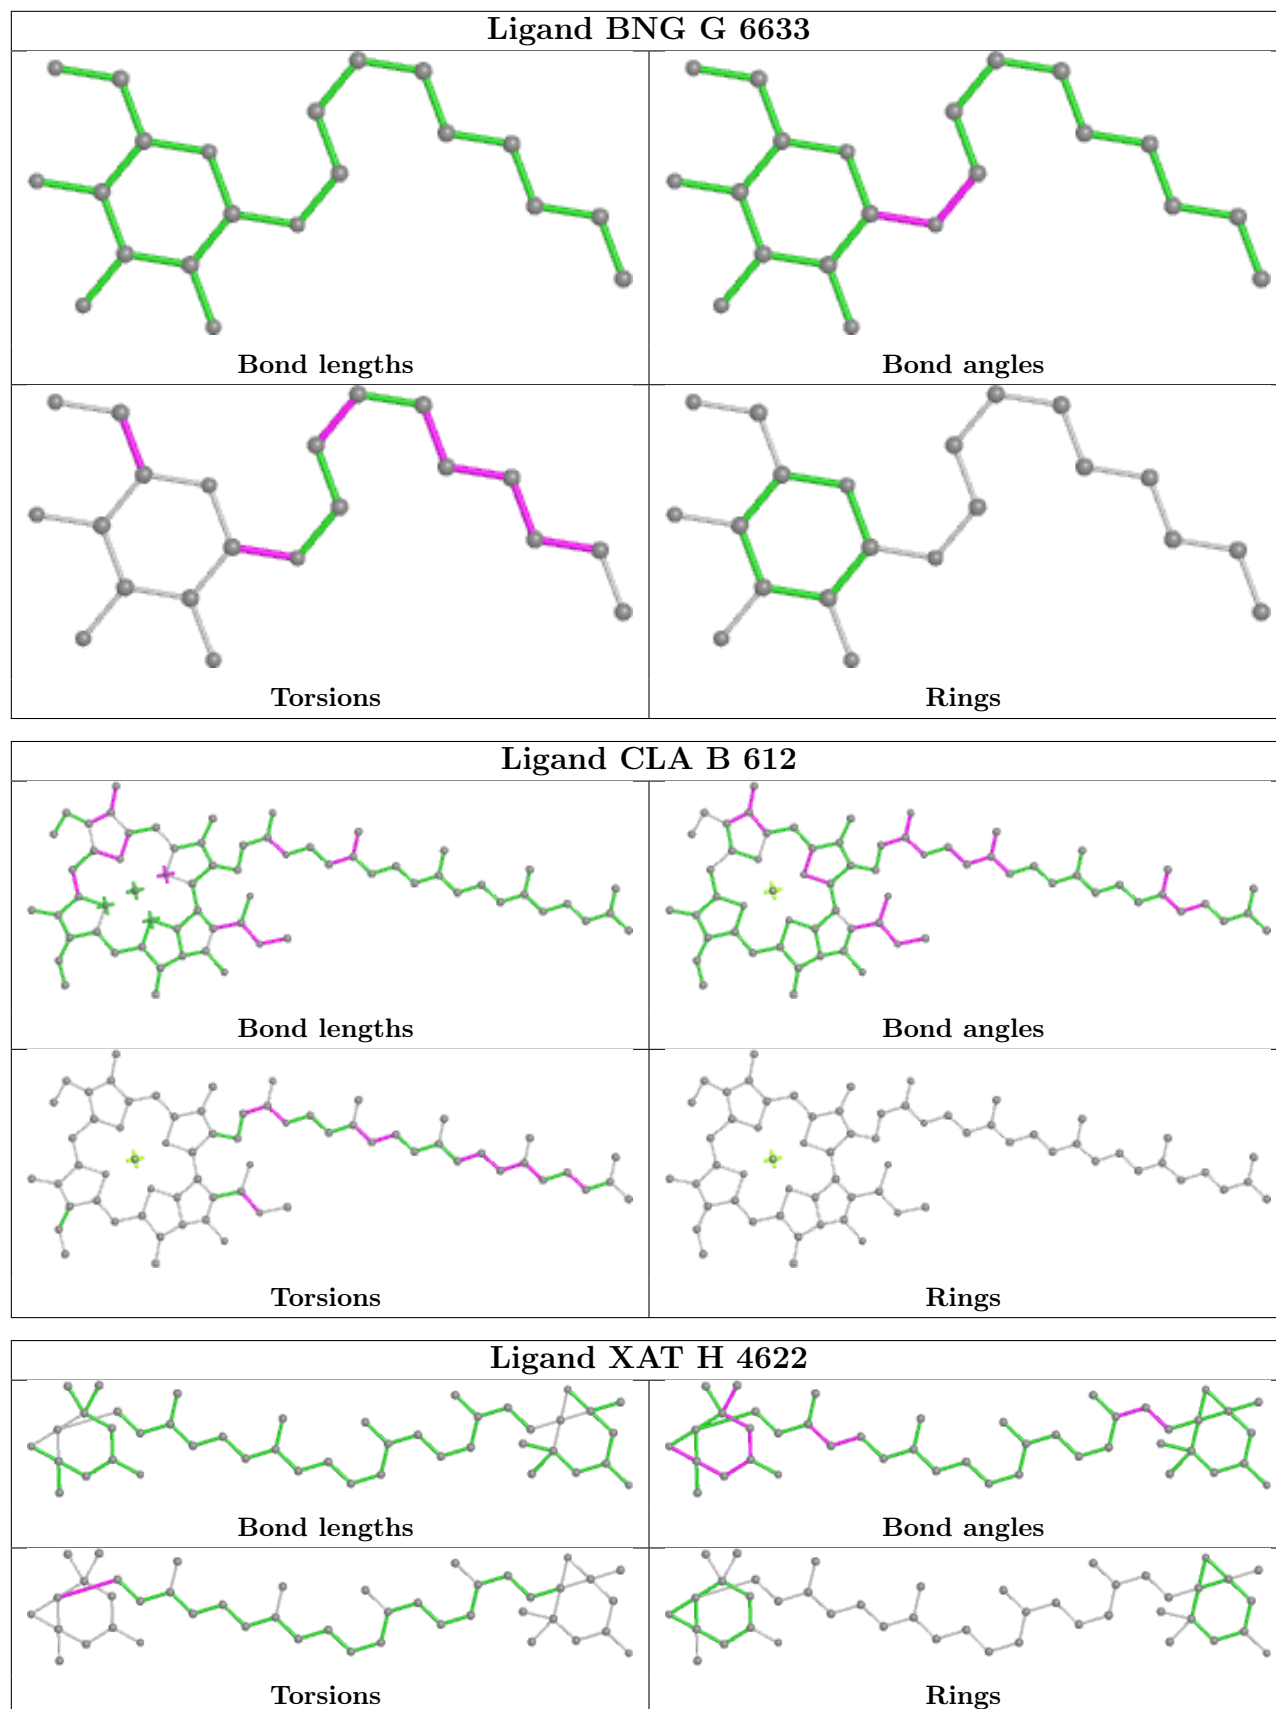 Ligand BNG G 6633
Bond lengths
Bond angles
Torsions
Rings
Ligand CLA B 612
Bond lengths
Bond angles
Torsions
Rings
Ligand XAT H 4622
Bond lengths
Bond angles
Torsions
Rings